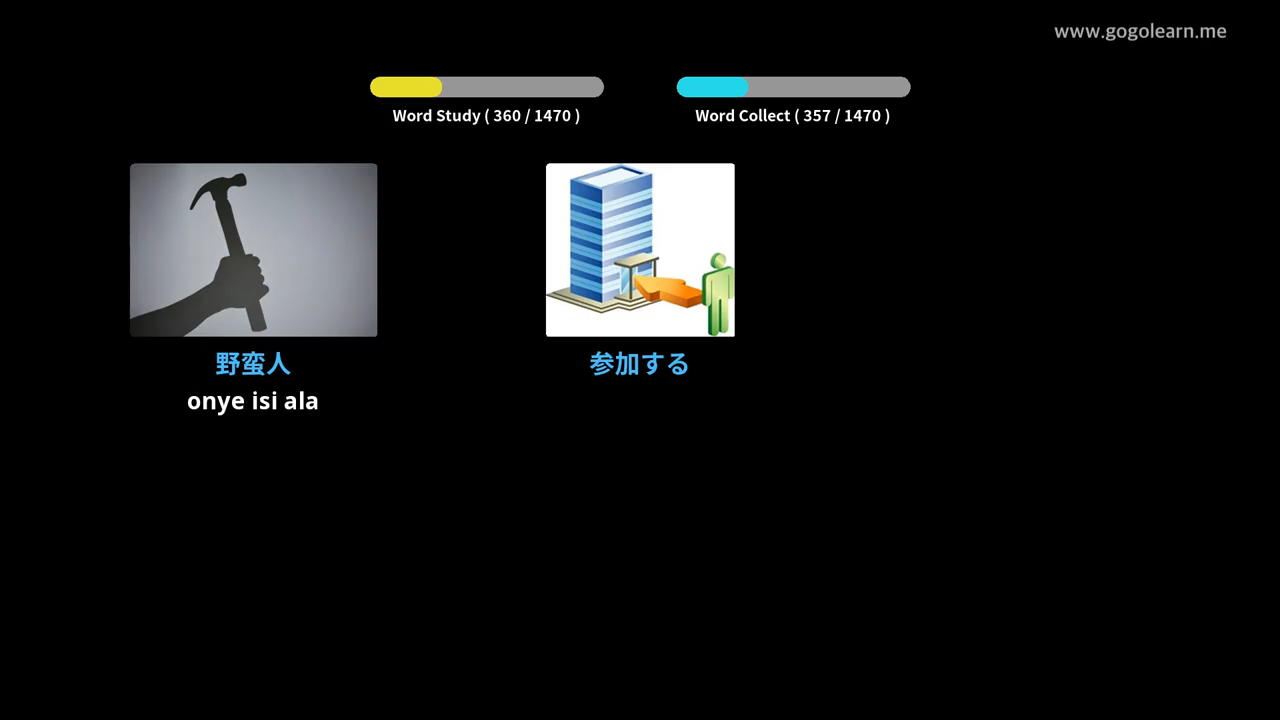 www.gogolearn.me
Word Study ( 360 / 1470 )
Word Collect ( 357 / 1470 )
野蛮人
onye isi ala
参加する